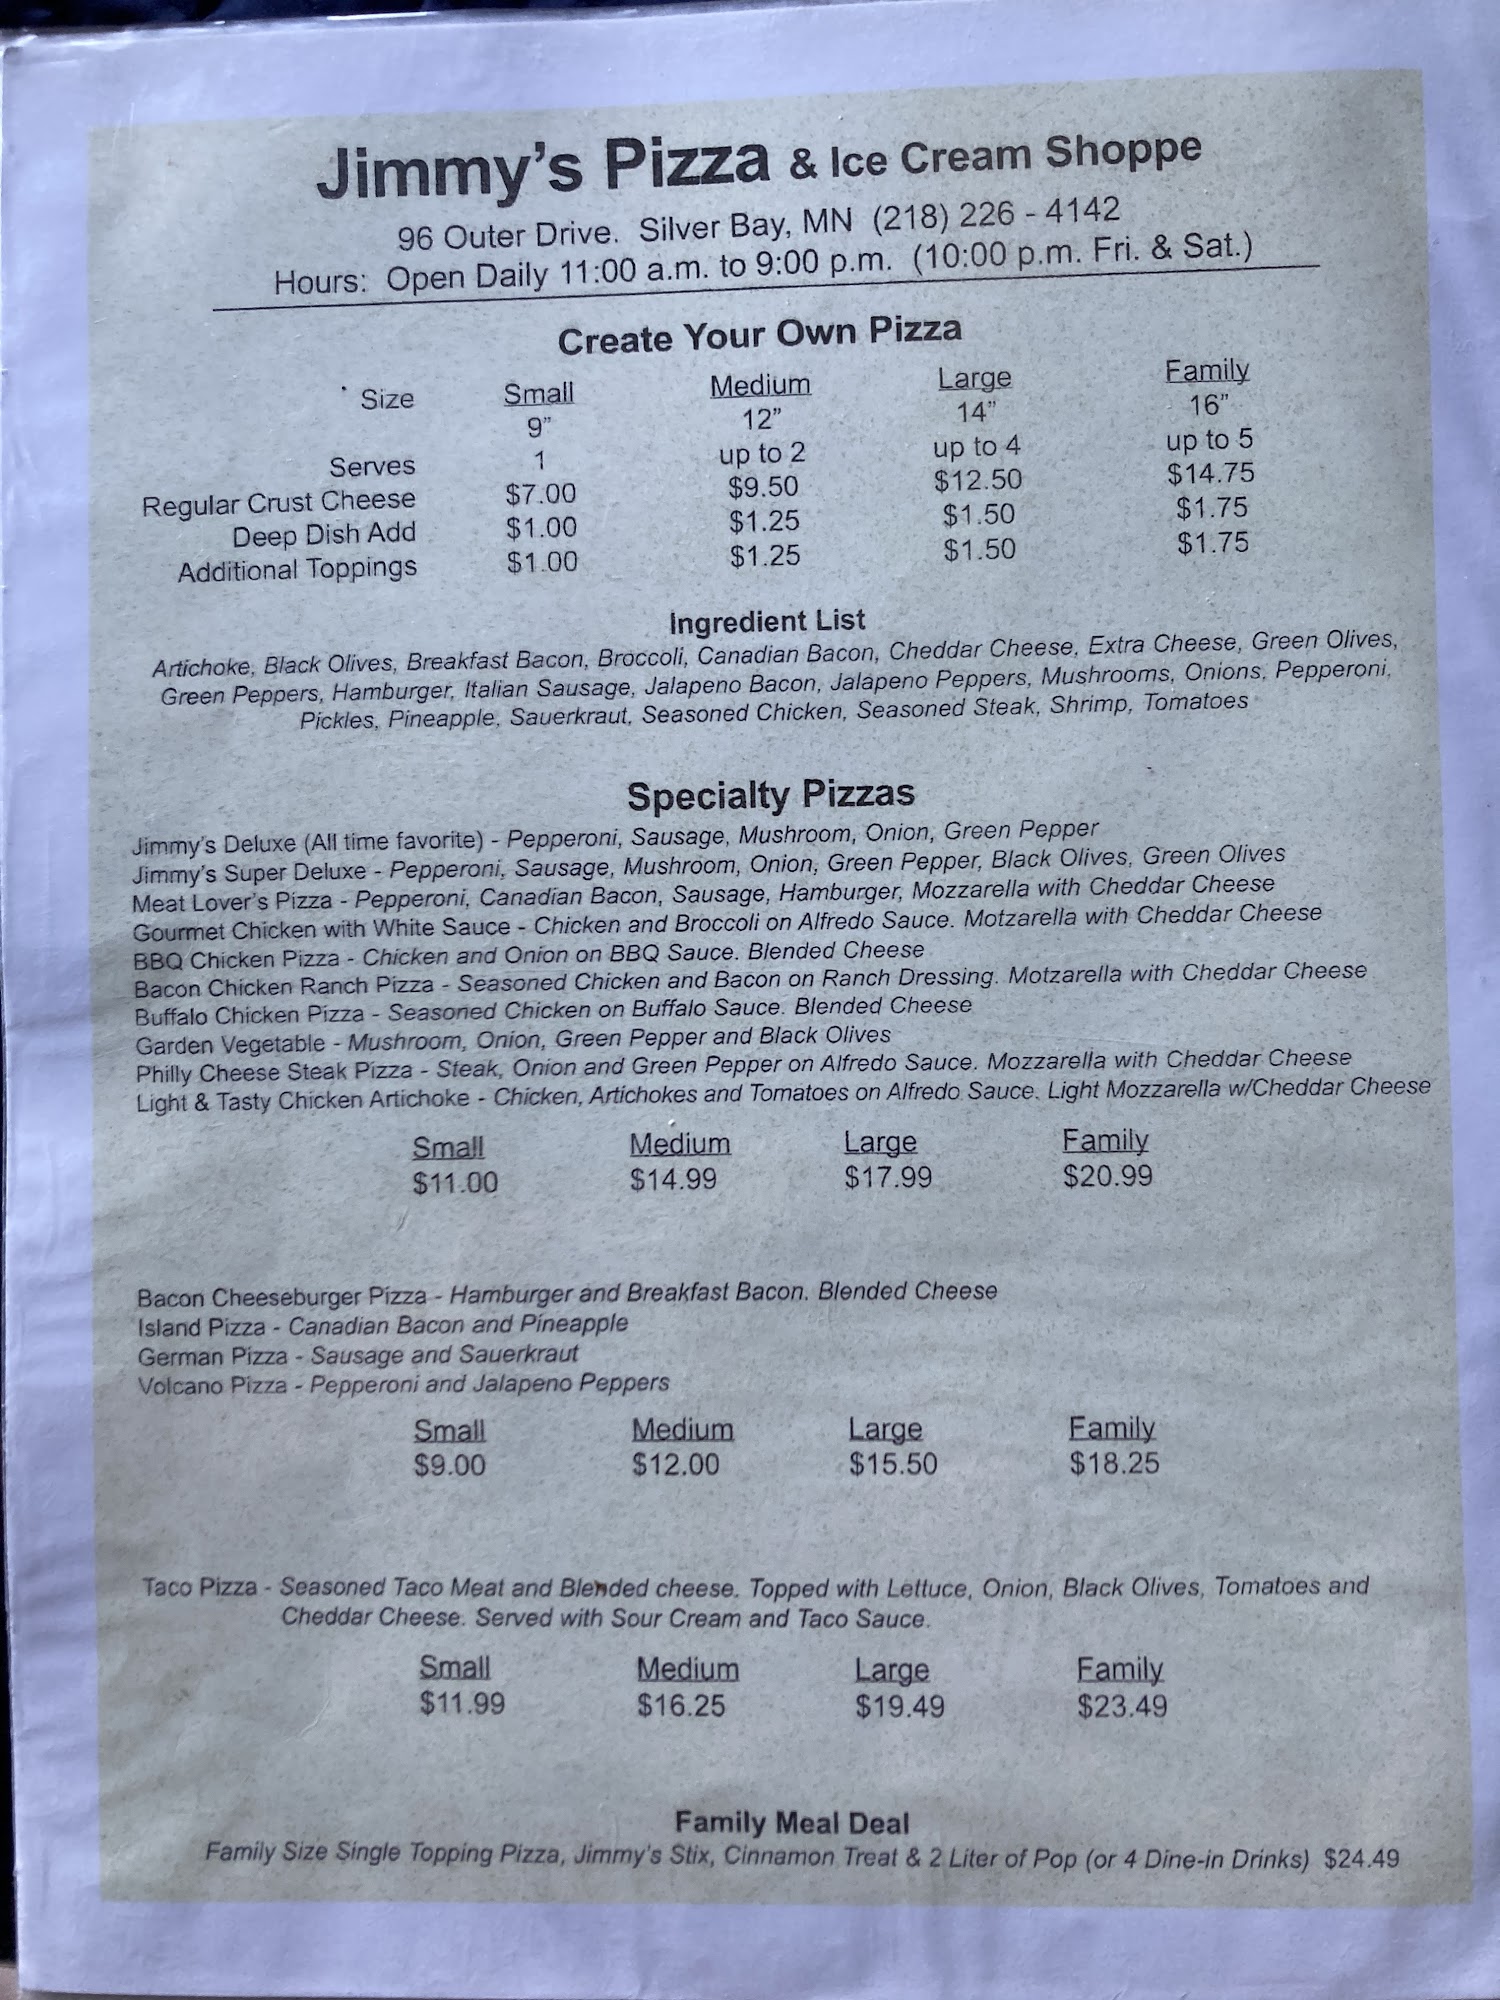 Jimmy's Pizza & Ice Cream Shoppe
96 Outer Drive. Silver Bay, MN (218) 226 - 4142
Hours: Open Daily 11:00 a.m. to 9:00 p.m. (10:00 p.m. Fri. & Sat.)
Create Your Own Pizza
Size Small Medium Large Family
9" 12" 14" 16"
Serves 1 up to 2 up to 4 up to 5
Regular Crust Cheese $7.00 $9.50 $12.50 $14.75
Deep Dish Add $1.00 $1.25 $1.50 $1.75
Additional Toppings $1.00 $1.25 $1.50 $1.75
Ingredient List
Artichoke, Black Olives, Breakfast Bacon, Broccoli, Canadian Bacon, Cheddar Cheese, Extra Cheese, Green Olives,
Green Peppers, Hamburger, Italian Sausage, Jalapeno Bacon, Jalapeno Peppers, Mushrooms, Onions, Pepperoni,
Pickles, Pineapple, Sauerkraut, Seasoned Chicken, Seasoned Steak, Shrimp, Tomatoes
Specialty Pizzas
Jimmy's Deluxe (All time favorite) - Pepperoni, Sausage, Mushroom, Onion, Green Pepper
Jimmy's Super Deluxe - Pepperoni, Sausage, Mushroom, Onion, Green Pepper, Black Olives, Green Olives
Meat Lover's Pizza - Pepperoni, Canadian Bacon, Sausage, Hamburger, Mozzarella with Cheddar Cheese
Gourmet Chicken with White Sauce - Chicken and Broccoli on Alfredo Sauce. Motzarella with Cheddar Cheese
BBQ Chicken Pizza - Chicken and Onion on BBQ Sauce. Blended Cheese
Bacon Chicken Ranch Pizza - Seasoned Chicken and Bacon on Ranch Dressing. Motzarella with Cheddar Cheese
Buffalo Chicken Pizza - Seasoned Chicken on Buffalo Sauce. Blended Cheese
Garden Vegetable - Mushroom, Onion, Green Pepper and Black Olives
Philly Cheese Steak Pizza - Steak, Onion and Green Pepper on Alfredo Sauce. Mozzarella with Cheddar Cheese
Light & Tasty Chicken Artichoke - Chicken, Artichokes and Tomatoes on Alfredo Sauce. Light Mozzarella w/Cheddar Cheese
Small Medium Large Family
$11.00 $14.99 $17.99 $20.99
Bacon Cheeseburger Pizza - Hamburger and Breakfast Bacon. Blended Cheese
Island Pizza - Canadian Bacon and Pineapple
German Pizza - Sausage and Sauerkraut
Volcano Pizza - Pepperoni and Jalapeno Peppers
Small Medium Large Family
$9.00 $12.00 $15.50 $18.25
Taco Pizza - Seasoned Taco Meat and Blended cheese. Topped with Lettuce, Onion, Black Olives, Tomatoes and
Cheddar Cheese. Served with Sour Cream and Taco Sauce.
Small Medium Large Family
$11.99 $16.25 $19.49 $23.49
Family Meal Deal
Family Size Single Topping Pizza, Jimmy's Stix, Cinnamon Treat & 2 Liter of Pop (or 4 Dine-in Drinks) $24.49